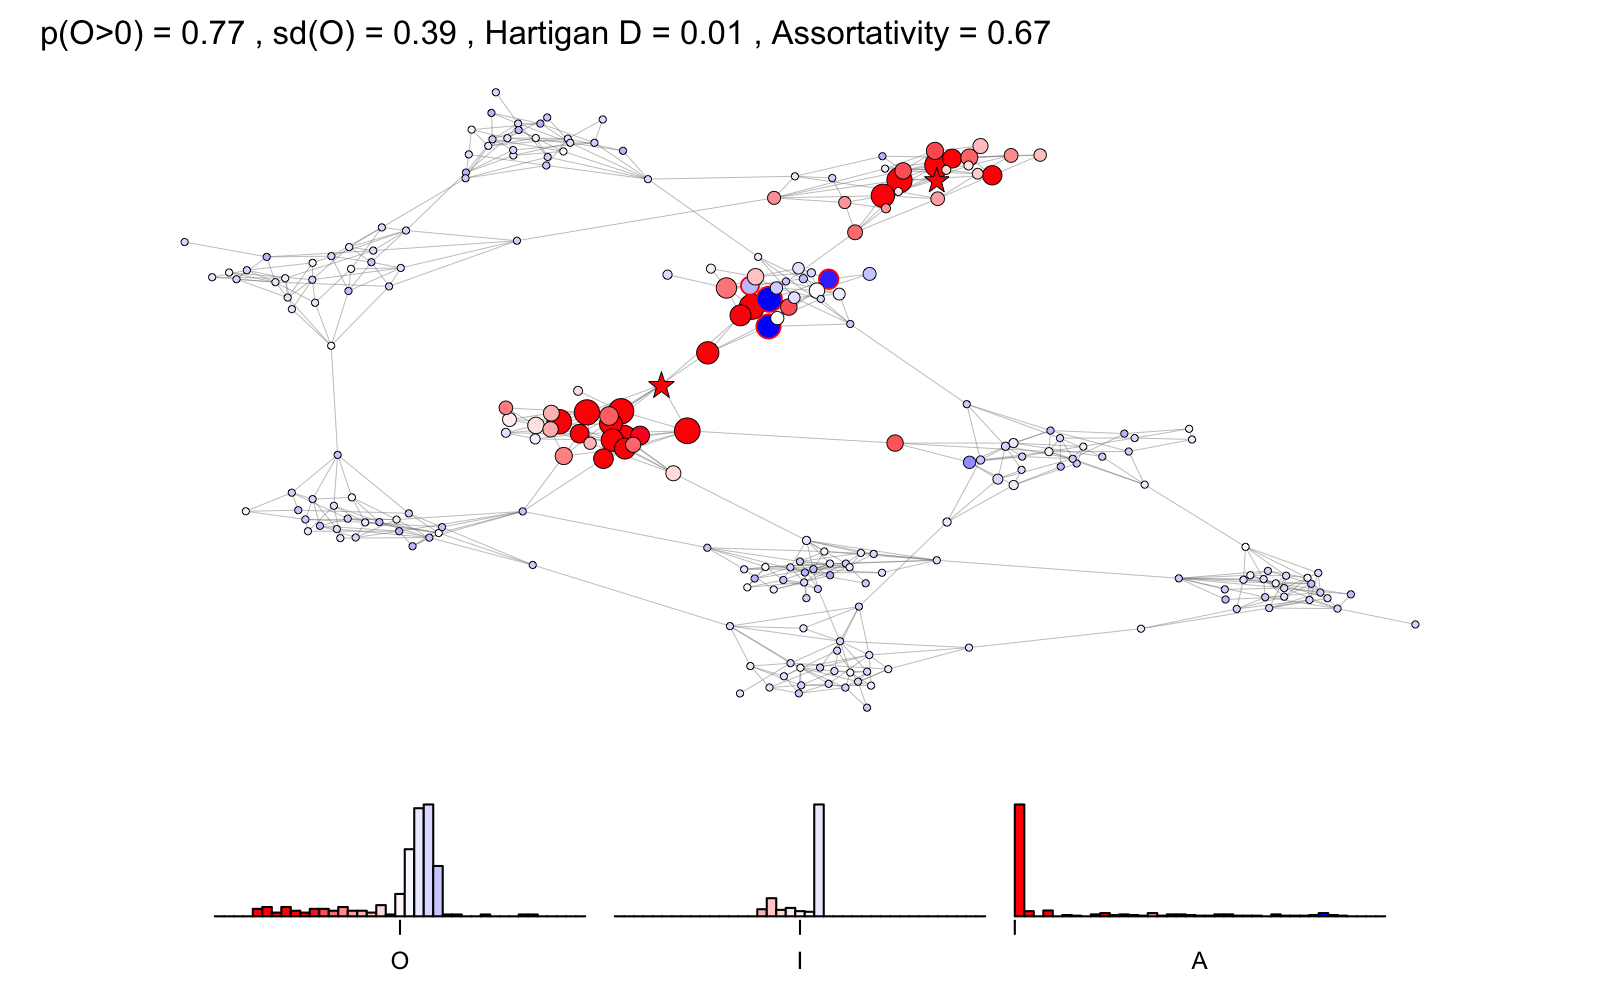 p(O>0) = 0.77 , sd(O) = 0.39 , Hartigan D = 0.01 , Assortativity = 0.67
O I A